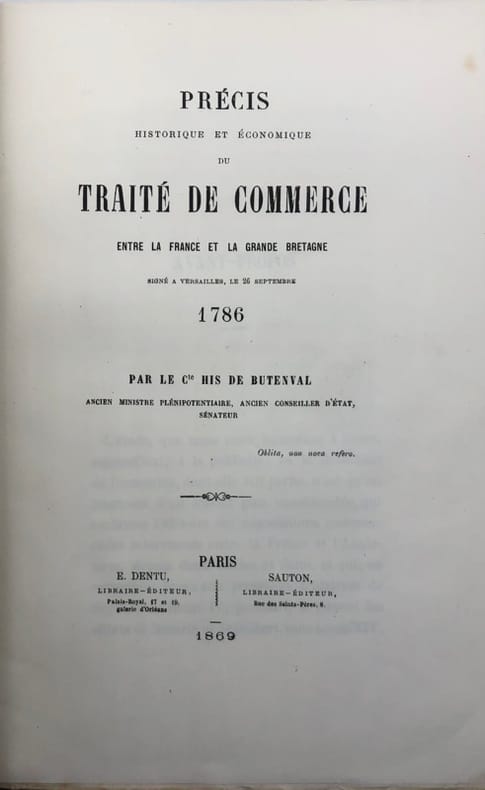 PRÉCIS
HISTORIQUE ET ÉCONOMIQUE
DU
TRAITÉ DE COMMERCE
ENTRE LA FRANCE ET LA GRANDE BRETAGNE
SIGNÉ A VERSAILLES, LE 26 SEPTEMBRE
1786
PAR LE Cte HIS DE BUTENVAL
ANCIEN MINISTRE PLÉNIPOTENTIAIRE, ANCIEN CONSEILLER D'ÉTAT,
SÉNATEUR
Oblita, non nova refero.
PARIS
E. DENTU,
LIBRAIRE-ÉDITEUR,
Palais-Royal, 17 et 19,
galerie d'Orléans
SAUTON,
LIBRAIRE-ÉDITEUR,
Rue des Saints-Pères, 8.
1869